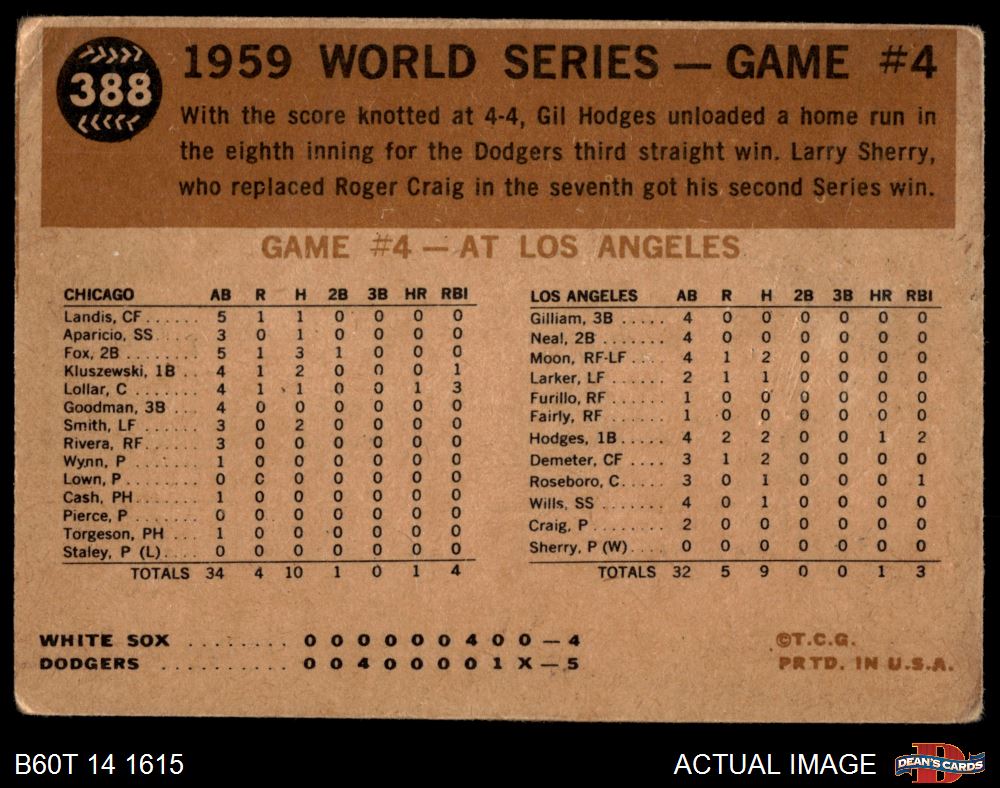 388
1959 WORLD SERIES — GAME #4
With the score knotted at 4-4, Gil Hodges unloaded a home run in
the eighth inning for the Dodgers third straight win. Larry Sherry,
who replaced Roger Craig in the seventh got his second Series win.
GAME #4 — AT LOS ANGELES
CHICAGO AB R H 2B 3B HR RBI
Landis, CF...... 5 1 1 0 0 0 0
Aparicio, SS..... 3 0 1 0 0 0 0
Fox, 2B ........ 5 1 3 1 0 0 0
Kluszewski, 1B .. 4 1 2 0 0 0 1
Lollar, C ....... 4 1 1 0 0 1 3
Goodman, 3B ... 4 0 0 0 0 0 0
Smith, LF ...... 3 0 2 0 0 0 0
Rivera, RF...... 3 0 0 0 0 0 0
Wynn, P ....... 1 0 0 0 0 0 0
Lown, P........ 0 0 0 0 0 0 0
Cash, PH....... 1 0 0 0 0 0 0
Pierce, P ....... 0 0 0 0 0 0 0
Torgeson, PH ... 1 0 0 0 0 0 0
Staley, P (L).... 0 0 0 0 0 0 0
TOTALS 34 4 10 1 0 1 4
LOS ANGELES AB R H 2B 3B HR RBI
Gilliam, 3B ..... 4 0 0 0 0 0 0
Neal, 2B ....... 4 0 0 0 0 0 0
Moon, RF-LF.... 4 1 2 0 0 0 0
Larker, LF...... 2 1 1 0 0 0 0
Furillo, RF...... 1 0 0 0 0 0 0
Fairly, RF ...... 1 0 0 0 0 0 0
Hodges, 1B..... 4 2 2 0 0 1 2
Demeter, CF .... 3 1 2 0 0 0 0
Roseboro, C..... 3 0 1 0 0 0 1
Wills, SS ....... 4 0 1 0 0 0 0
Craig, P ........ 2 0 0 0 0 0 0
Sherry, P (W).... 0 0 0 0 0 0 0
TOTALS 32 5 9 0 0 1 3
WHITE SOX ........ 0 0 0 0 0 0 4 0 0 — 4
DODGERS .......... 0 0 4 0 0 0 0 1 X — 5
©T.C.G.
PRTD. IN U.S.A.
B60T 14 1615
ACTUAL IMAGE
D
DEAN'S CARDS